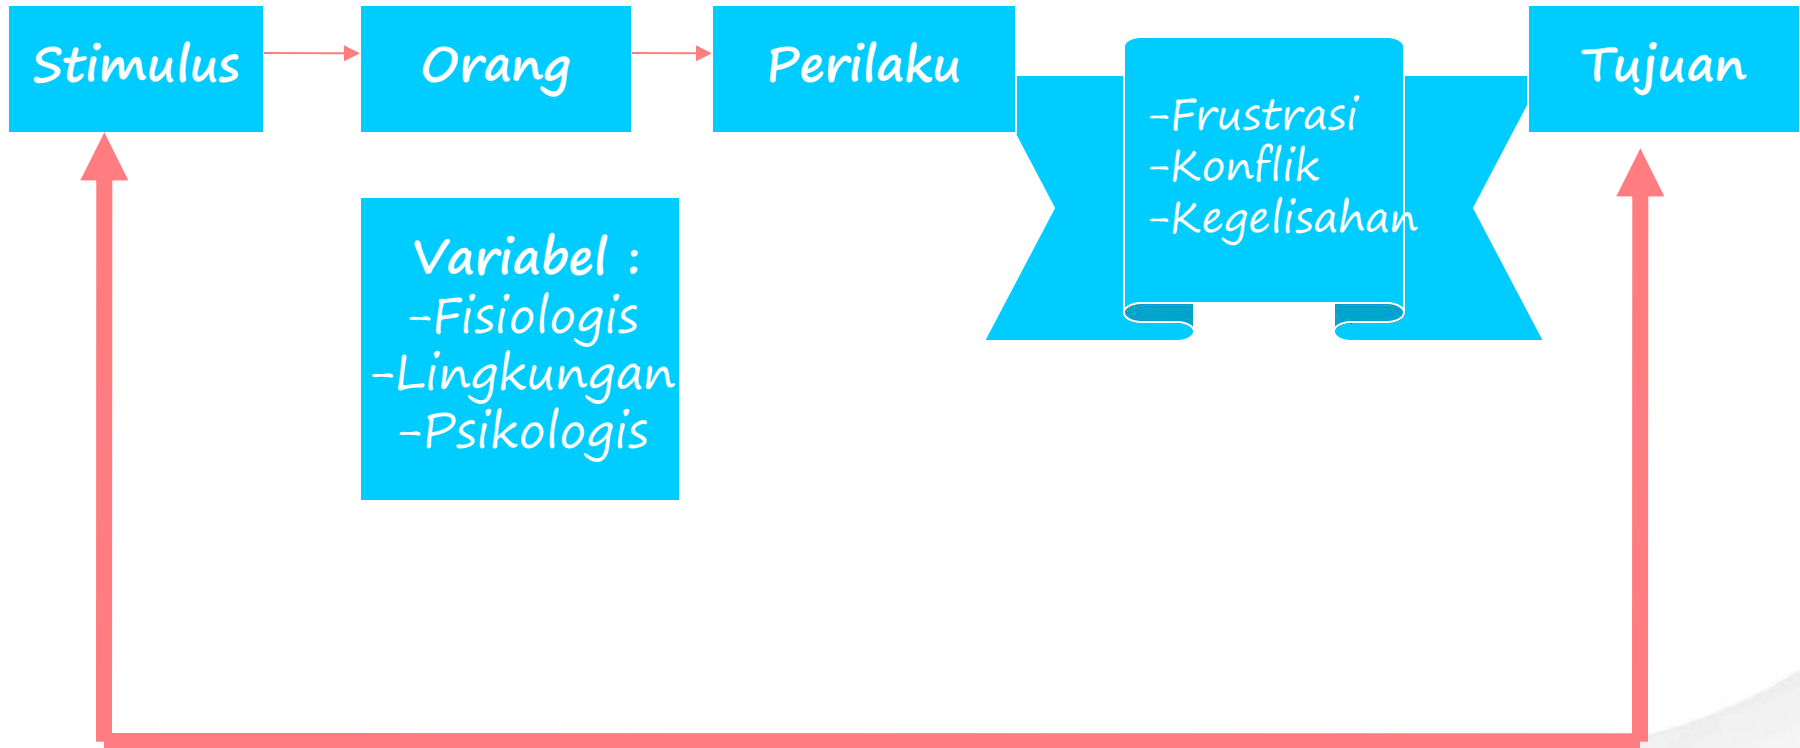 Stimulus
Orang
Perilaku
-Frustrasi
-Konflik
-Kegelisahan
Tujuan
Variabel :
-Fisiologis
-Lingkungan
-Psikologis